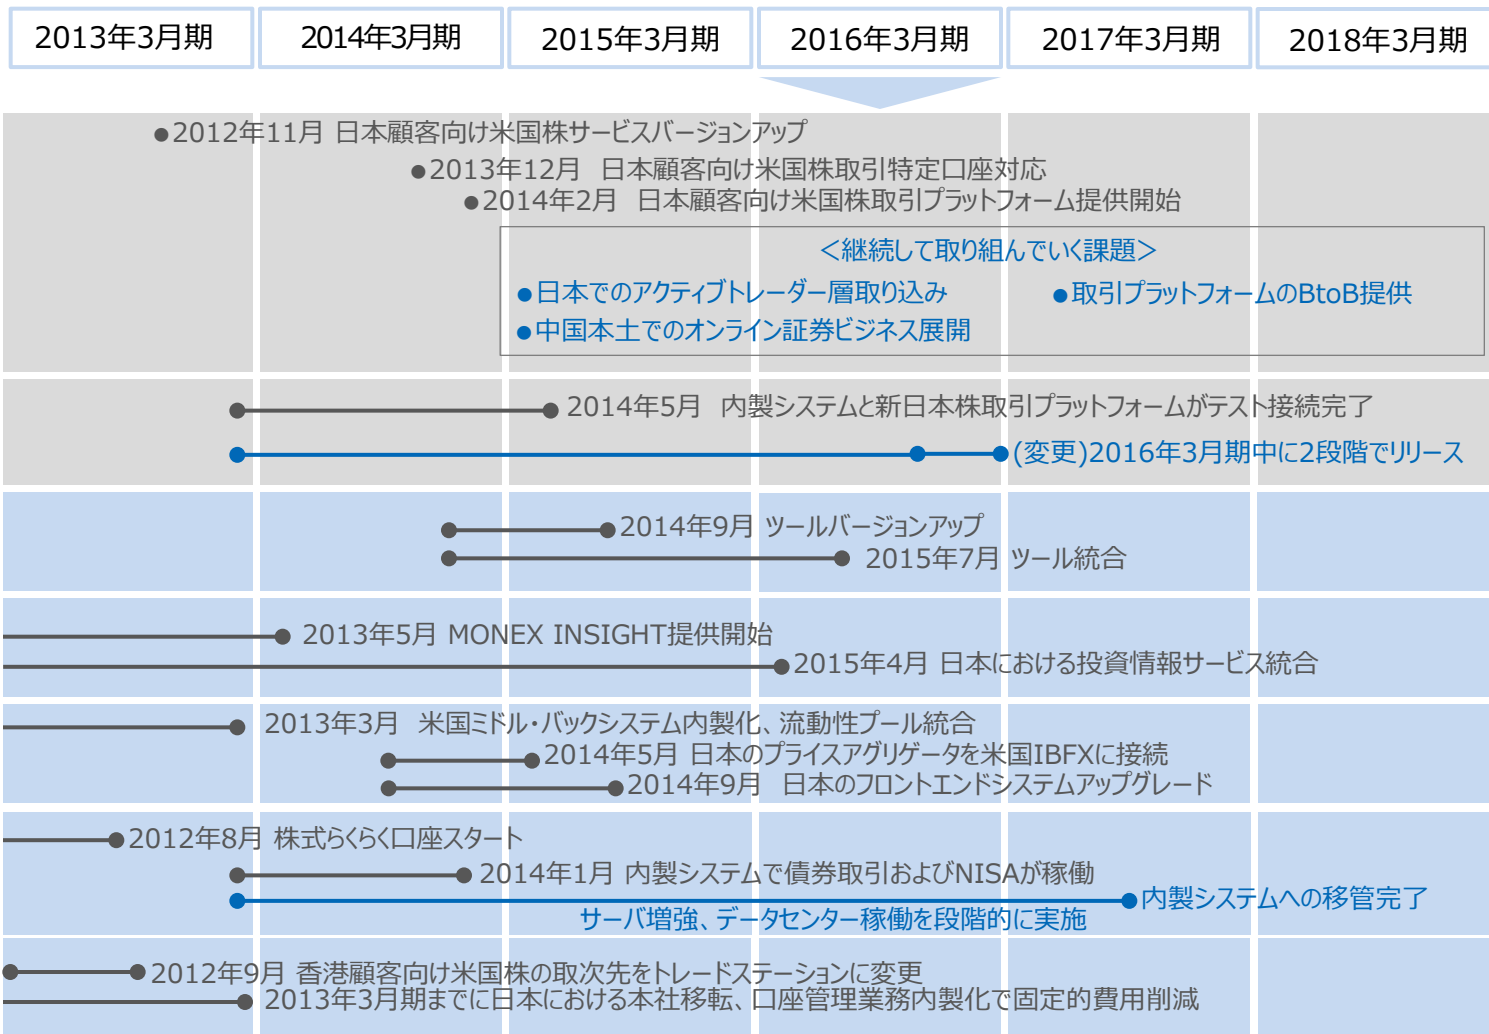 2013年3月期
2014年3月期
2015年3月期
2016年3月期
2017年3月期
2018年3月期
●2012年11月 日本顧客向け米国株サービスバージョンアップ
●2013年12月 日本顧客向け米国株取引特定口座対応
●2014年2月 日本顧客向け米国株取引プラットフォーム提供開始
＜継続して取り組んでいく課題＞
●日本でのアクティブトレーダー層取り込み
●取引プラットフォームのBtoB提供
●中国本土でのオンライン証券ビジネス展開
2014年5月 内製システムと新日本株取引プラットフォームがテスト接続完了
(変更)2016年3月期中に2段階でリリース
2014年9月 ツールバージョンアップ
2015年7月 ツール統合
2013年5月 MONEX INSIGHT提供開始
2015年4月 日本における投資情報サービス統合
2013年3月 米国ミドル・バックシステム内製化、流動性プール統合
2014年5月 日本のプライスアグリゲータを米国IBFXに接続
2014年9月 日本のフロントエンドシステムアップグレード
2012年8月 株式らくらく口座スタート
2014年1月 内製システムで債券取引およびNISAが稼働
内製システムへの移管完了
サーバ増強、データセンター稼働を段階的に実施
2012年9月 香港顧客向け米国株の取次先をトレードステーションに変更
2013年3月期までに日本における本社移転、口座管理業務内製化で固定的費用削減